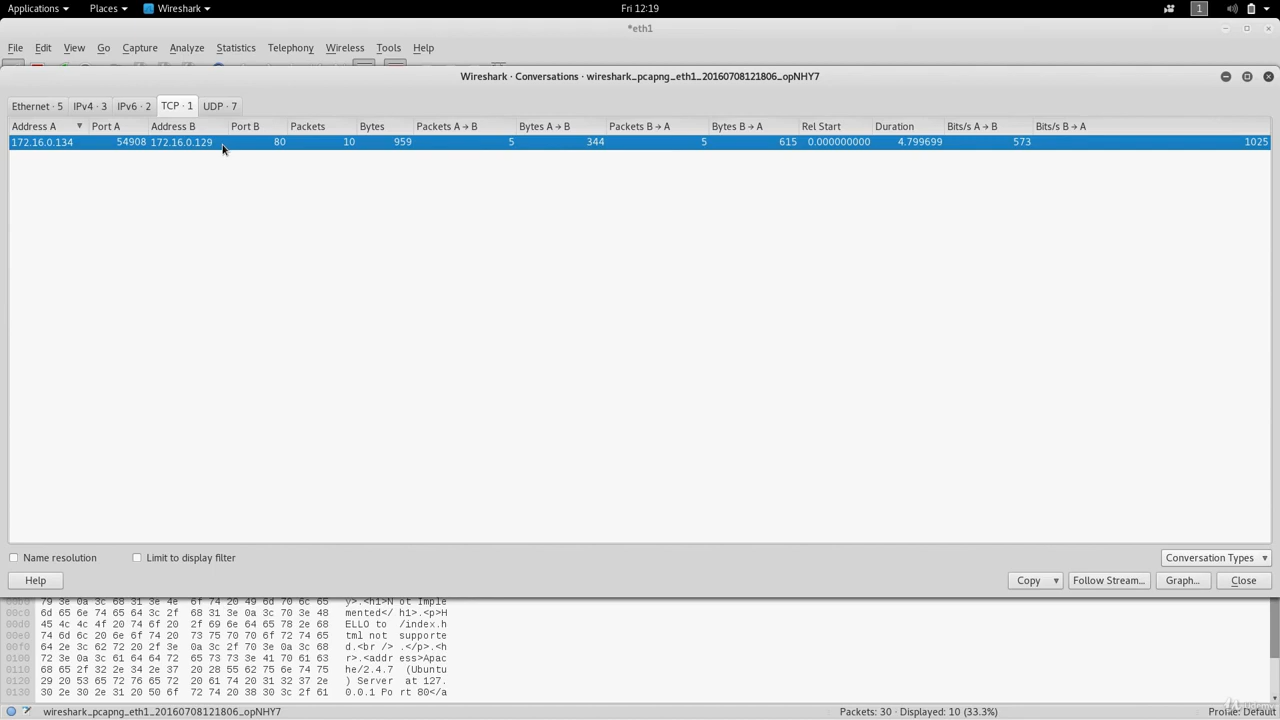 Applications ▾ Places ▾ Wireshark ▾ Fri 12:19 1
*eth1
File Edit View Go Capture Analyze Statistics Telephony Wireless Tools Help
Wireshark · Conversations · wireshark_pcapng_eth1_20160708121806_opNHY7
Ethernet · 5 IPv4 · 3 IPv6 · 2 TCP · 1 UDP · 7
Address A ▾ Port A Address B Port B Packets Bytes Packets A → B Bytes A → B Packets B → A Bytes B → A Rel Start Duration Bits/s A → B Bits/s B → A
172.16.0.134 54908 172.16.0.129 80 10 959 5 344 5 615 0.000000000 4.799699 573 1025
Name resolution Limit to display filter Conversation Types ▾
Help Copy ▾ Follow Stream... Graph... Close
00b0 79 3e 0a 3c 68 31 3e 4e 6f 74 20 49 6d 70 6c 65 y>.<h1>N ot Imple
00c0 6d 65 6e 74 65 64 3c 2f 68 31 3e 0a 3c 70 3e 48 mented</ h1>.<p>H
00d0 45 4c 4c 4f 20 74 6f 20 2f 69 6e 64 65 78 2e 68 ELLO to /index.h
00e0 74 6d 6c 20 6e 6f 74 20 73 75 70 70 6f 72 74 65 tml not supporte
00f0 64 2e 3c 62 72 20 2f 3e 0a 3c 2f 70 3e 0a 3c 68 d.<br /> .</p>.<h
0100 72 3e 0a 3c 61 64 64 72 65 73 73 3e 41 70 61 63 r>.<addr ess>Apac
0110 68 65 2f 32 2e 34 2e 37 20 28 55 62 75 6e 74 75 he/2.4.7 (Ubuntu
0120 29 20 53 65 72 76 65 72 20 61 74 20 31 32 37 2e ) Server at 127.
0130 30 2e 30 2e 31 20 50 6f 72 74 20 38 30 3c 2f 61 0.0.1 Po rt 80</a
wireshark_pcapng_eth1_20160708121806_opNHY7 Packets: 30 · Displayed: 10 (33.3%) Profile: Default